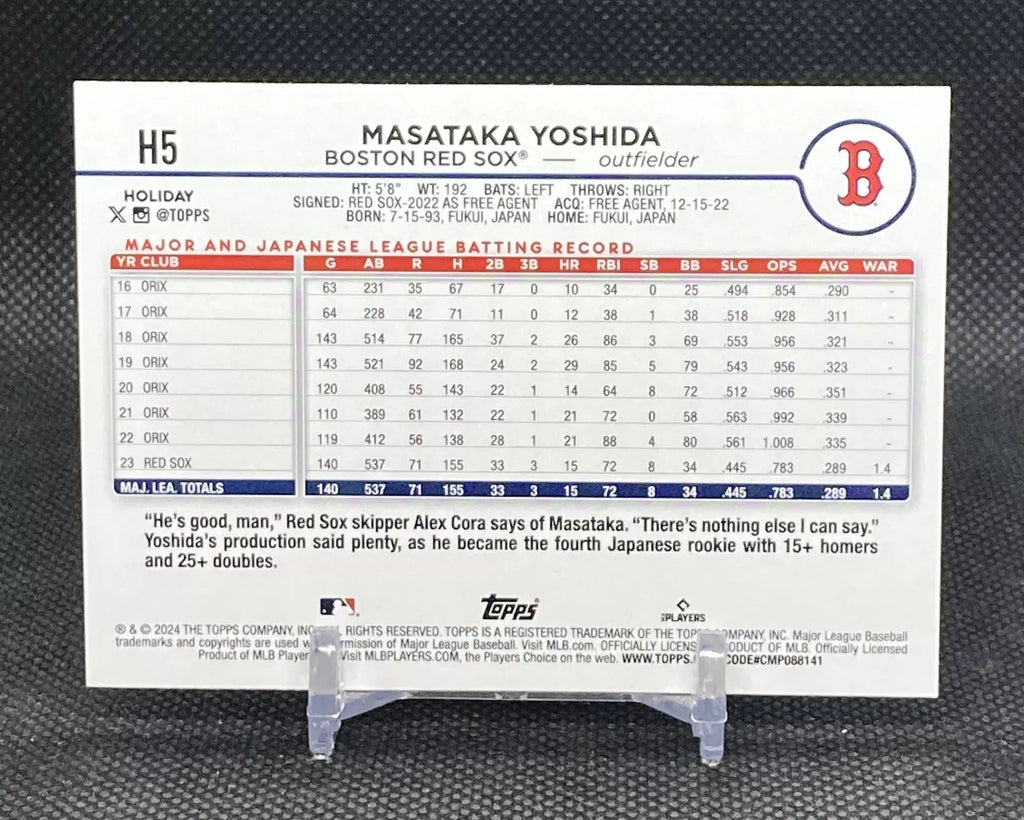 H5
MASATAKA YOSHIDA
BOSTON RED SOX® — outfielder
B
HOLIDAY
@TOPPS
HT: 5'8" WT: 192 BATS: LEFT THROWS: RIGHT
SIGNED: RED SOX-2022 AS FREE AGENT ACQ: FREE AGENT, 12-15-22
BORN: 7-15-93, FUKUI, JAPAN HOME: FUKUI, JAPAN
MAJOR AND JAPANESE LEAGUE BATTING RECORD
YR CLUB G AB R H 2B 3B HR RBI SB BB SLG OPS AVG WAR
16 ORIX 63 231 35 67 17 0 10 34 0 25 .494 .854 .290 -
17 ORIX 64 228 42 71 11 0 12 38 1 38 .518 .928 .311 -
18 ORIX 143 514 77 165 37 2 26 86 3 69 .553 .956 .321 -
19 ORIX 143 521 92 168 24 2 29 85 5 79 .543 .956 .323 -
20 ORIX 120 408 55 143 22 1 14 64 8 72 .512 .966 .351 -
21 ORIX 110 389 61 132 22 1 21 72 0 58 .563 .992 .339 -
22 ORIX 119 412 56 138 28 1 21 88 4 80 .561 1.008 .335 -
23 RED SOX 140 537 71 155 33 3 15 72 8 34 .445 .783 .289 1.4
MAJ. LEA. TOTALS 140 537 71 155 33 3 15 72 8 34 .445 .783 .289 1.4
“He's good, man,” Red Sox skipper Alex Cora says of Masataka. “There's nothing else I can say.”
Yoshida's production said plenty, as he became the fourth Japanese rookie with 15+ homers
and 25+ doubles.
Topps®
PLAYERS
® & © 2024 THE TOPPS COMPANY, INC. RIGHTS RESERVED. TOPPS IS A REGISTERED TRADEMARK OF THE TOPPS COMPANY, INC. Major League Baseball
trademarks and copyrights are used permission of Major League Baseball. Visit MLB.com. OFFICIALLY LICENSED PRODUCT OF MLB. Officially Licensed
Product of MLB Players Visit MLBPLAYERS.COM, the Players Choice on the web. WWW.TOPPS. CODE#CMP088141